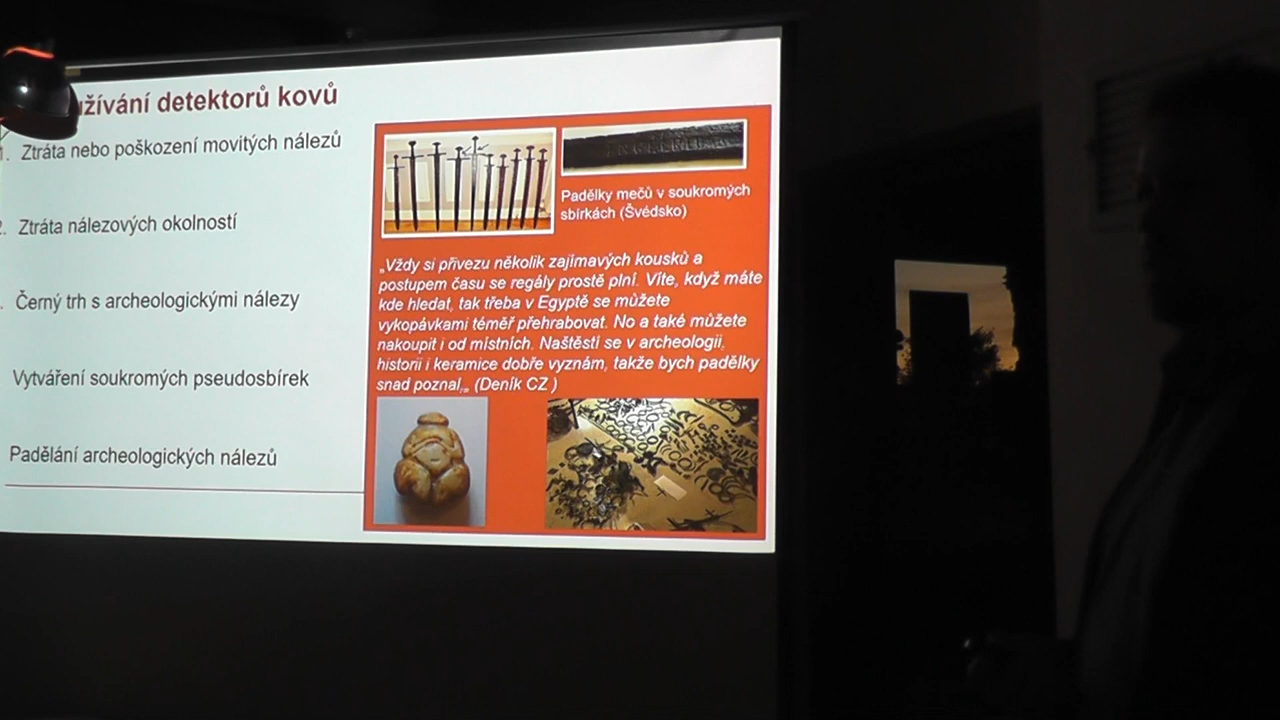 užívání detektorů kovů
1. Ztráta nebo poškození movitých nálezů
2. Ztráta nálezových okolností
. Černý trh s archeologickými nálezy
Vytváření soukromých pseudosbírek
Padělání archeologických nálezů
Padělky mečů v soukromých
sbírkách (Švédsko)
„Vždy si přivezu několik zajímavých kousků a
postupem času se regály prostě plní. Víte, když máte
kde hledat, tak třeba v Egyptě se můžete
vykopávkami téměř přehrabovat. No a také můžete
nakoupit i od místních. Naštěstí se v archeologii,
historii i keramice dobře vyznám, takže bych padělky
snad poznal„ (Deník CZ )